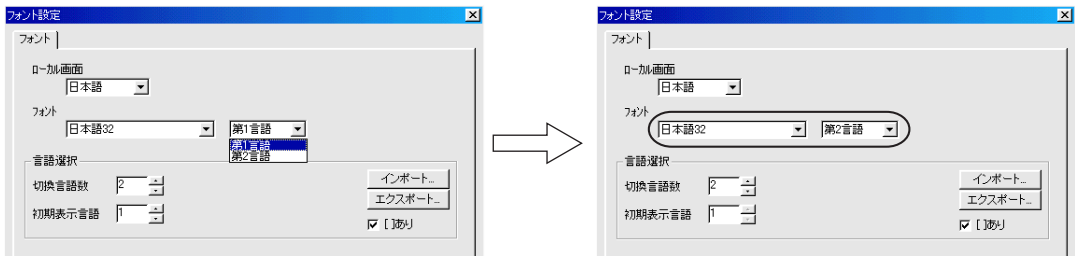 フォント設定
フォント
ローカル画面
日本語
フォント
日本語32 第1言語
第1言語
第2言語
言語選択
切換言語数 2
インポート...
エクスポート...
初期表示言語 1
[ ]あり
フォント設定
フォント
ローカル画面
日本語
フォント
日本語32 第2言語
言語選択
切換言語数 2
インポート...
エクスポート...
初期表示言語 1
[ ]あり